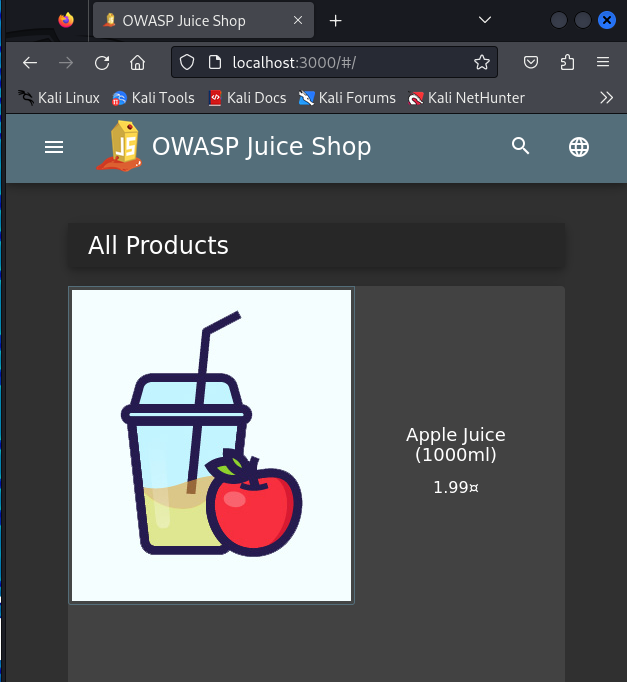 OWASP Juice Shop
localhost:3000/#/
Kali Linux Kali Tools Kali Docs Kali Forums Kali NetHunter
JS OWASP Juice Shop
All Products
Apple Juice
(1000ml)
1.99¤